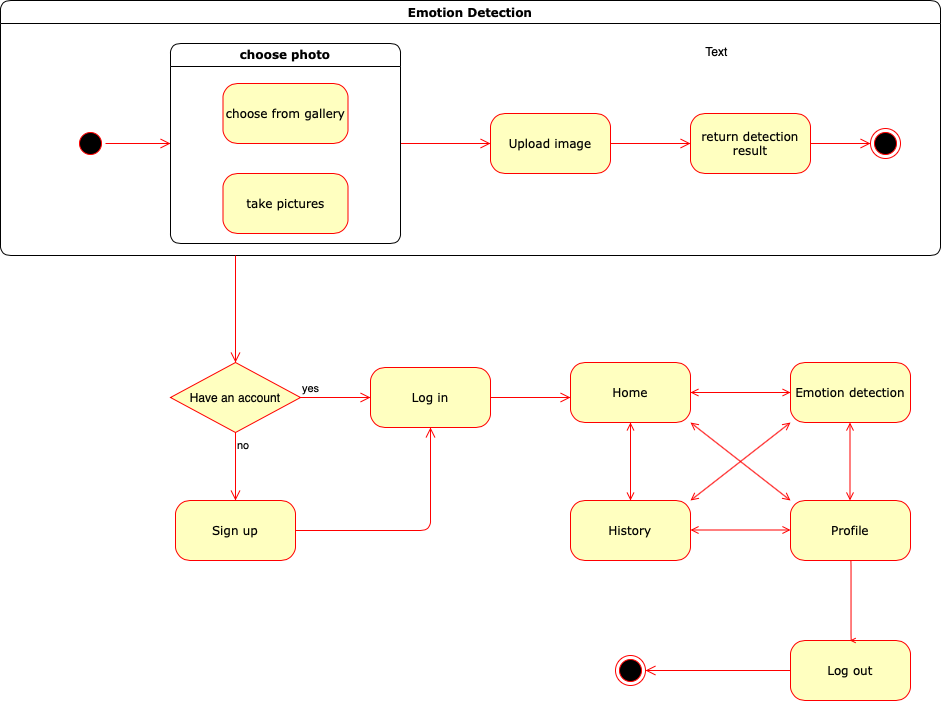 Emotion Detection
choose photo
Text
choose from gallery
Upload image
return detection
result
take pictures
Have an account
yes
Log in
Home
Emotion detection
no
Sign up
History
Profile
Log out